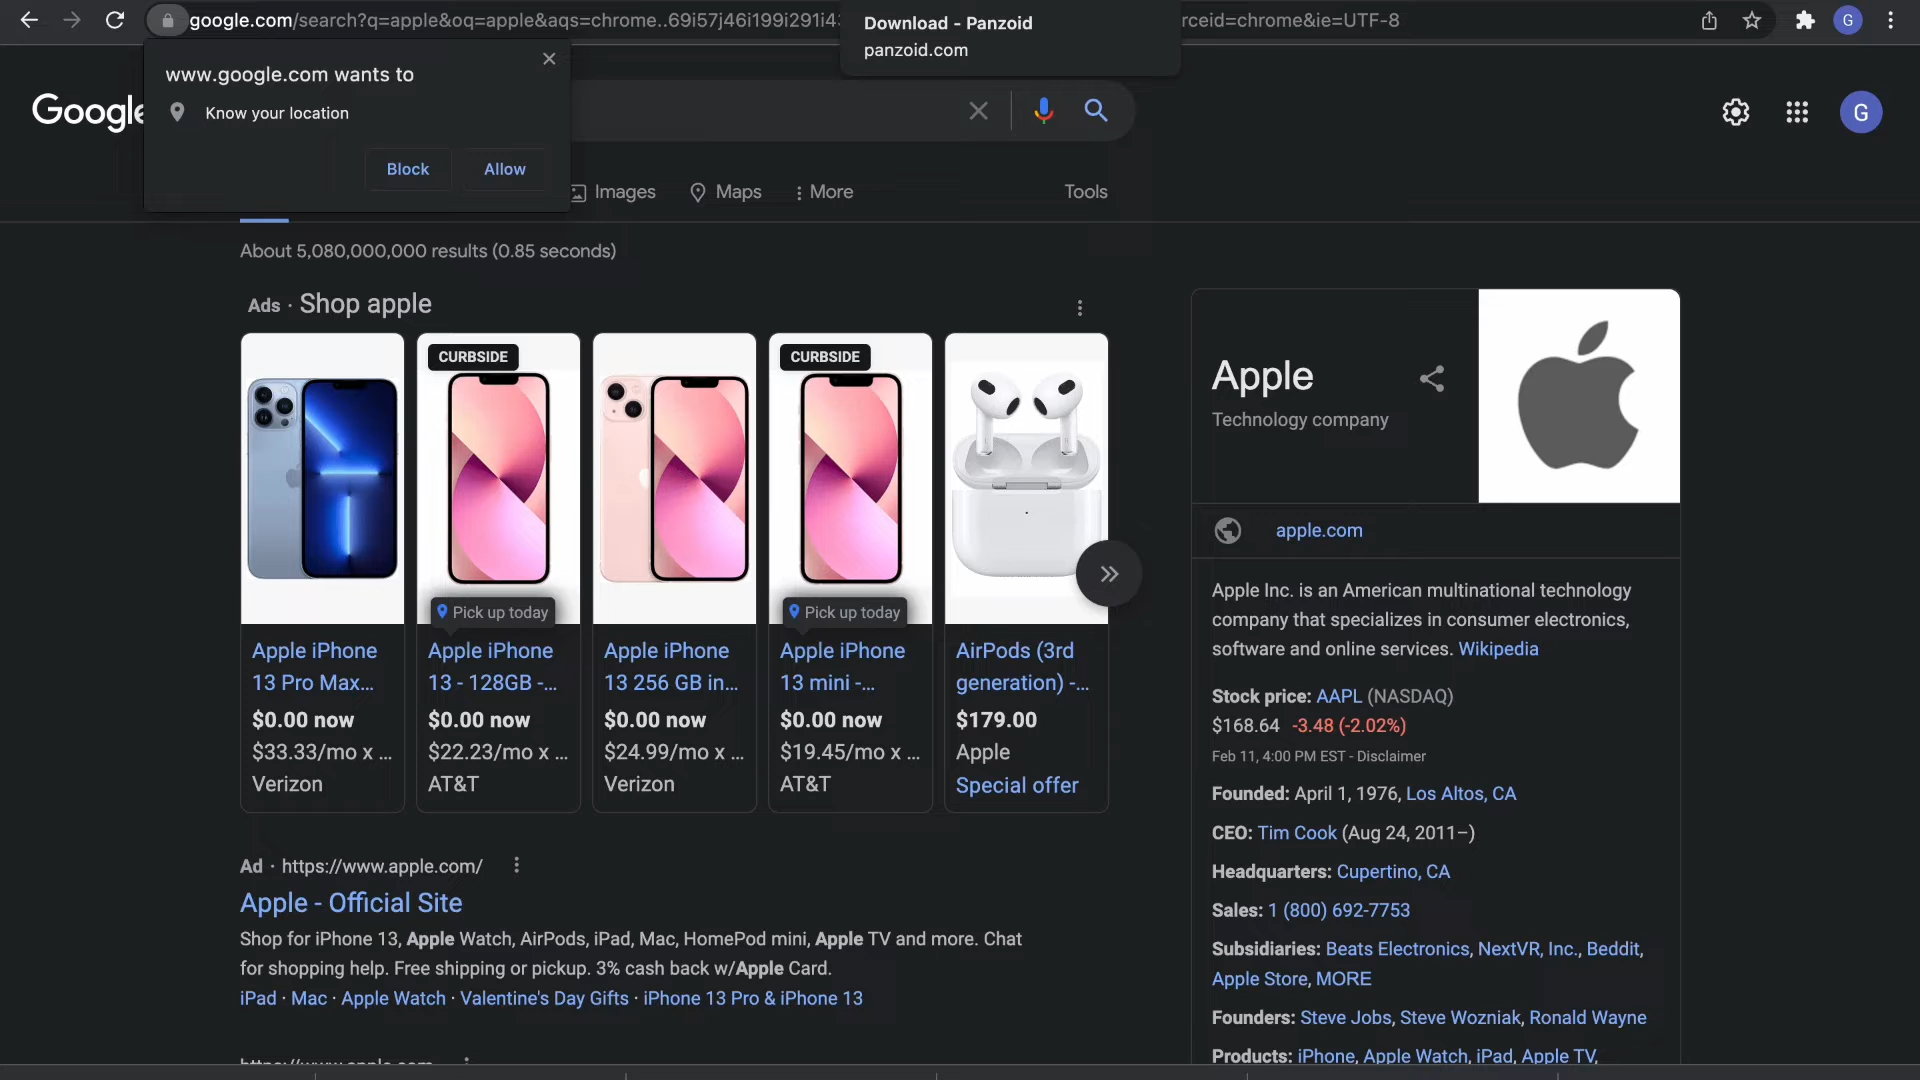 google.com/search?q=apple&oq=apple&aqs=chrome..69i57j46i199i291i4
Download - Panzoid
panzoid.com
rceid=chrome&ie=UTF-8
G
www.google.com wants to
Know your location
Block
Allow
Google
G
Images
Maps
More
Tools
About 5,080,000,000 results (0.85 seconds)
Ads · Shop apple
CURBSIDE
CURBSIDE
Pick up today
Pick up today
Apple iPhone
13 Pro Max...
$0.00 now
$33.33/mo x ...
Verizon
Apple iPhone
13 - 128GB -...
$0.00 now
$22.23/mo x ...
AT&T
Apple iPhone
13 256 GB in...
$0.00 now
$24.99/mo x ...
Verizon
Apple iPhone
13 mini -...
$0.00 now
$19.45/mo x ...
AT&T
AirPods (3rd
generation) -...
$179.00
Apple
Special offer
Ad · https://www.apple.com/
Apple - Official Site
Shop for iPhone 13, Apple Watch, AirPods, iPad, Mac, HomePod mini, Apple TV and more. Chat
for shopping help. Free shipping or pickup. 3% cash back w/Apple Card.
iPad · Mac · Apple Watch · Valentine's Day Gifts · iPhone 13 Pro & iPhone 13
https://www.apple.com
Apple
Technology company
apple.com
Apple Inc. is an American multinational technology
company that specializes in consumer electronics,
software and online services. Wikipedia
Stock price: AAPL (NASDAQ)
$168.64 -3.48 (-2.02%)
Feb 11, 4:00 PM EST - Disclaimer
Founded: April 1, 1976, Los Altos, CA
CEO: Tim Cook (Aug 24, 2011–)
Headquarters: Cupertino, CA
Sales: 1 (800) 692-7753
Subsidiaries: Beats Electronics, NextVR, Inc., Beddit,
Apple Store, MORE
Founders: Steve Jobs, Steve Wozniak, Ronald Wayne
Products: iPhone, Apple Watch, iPad, Apple TV,